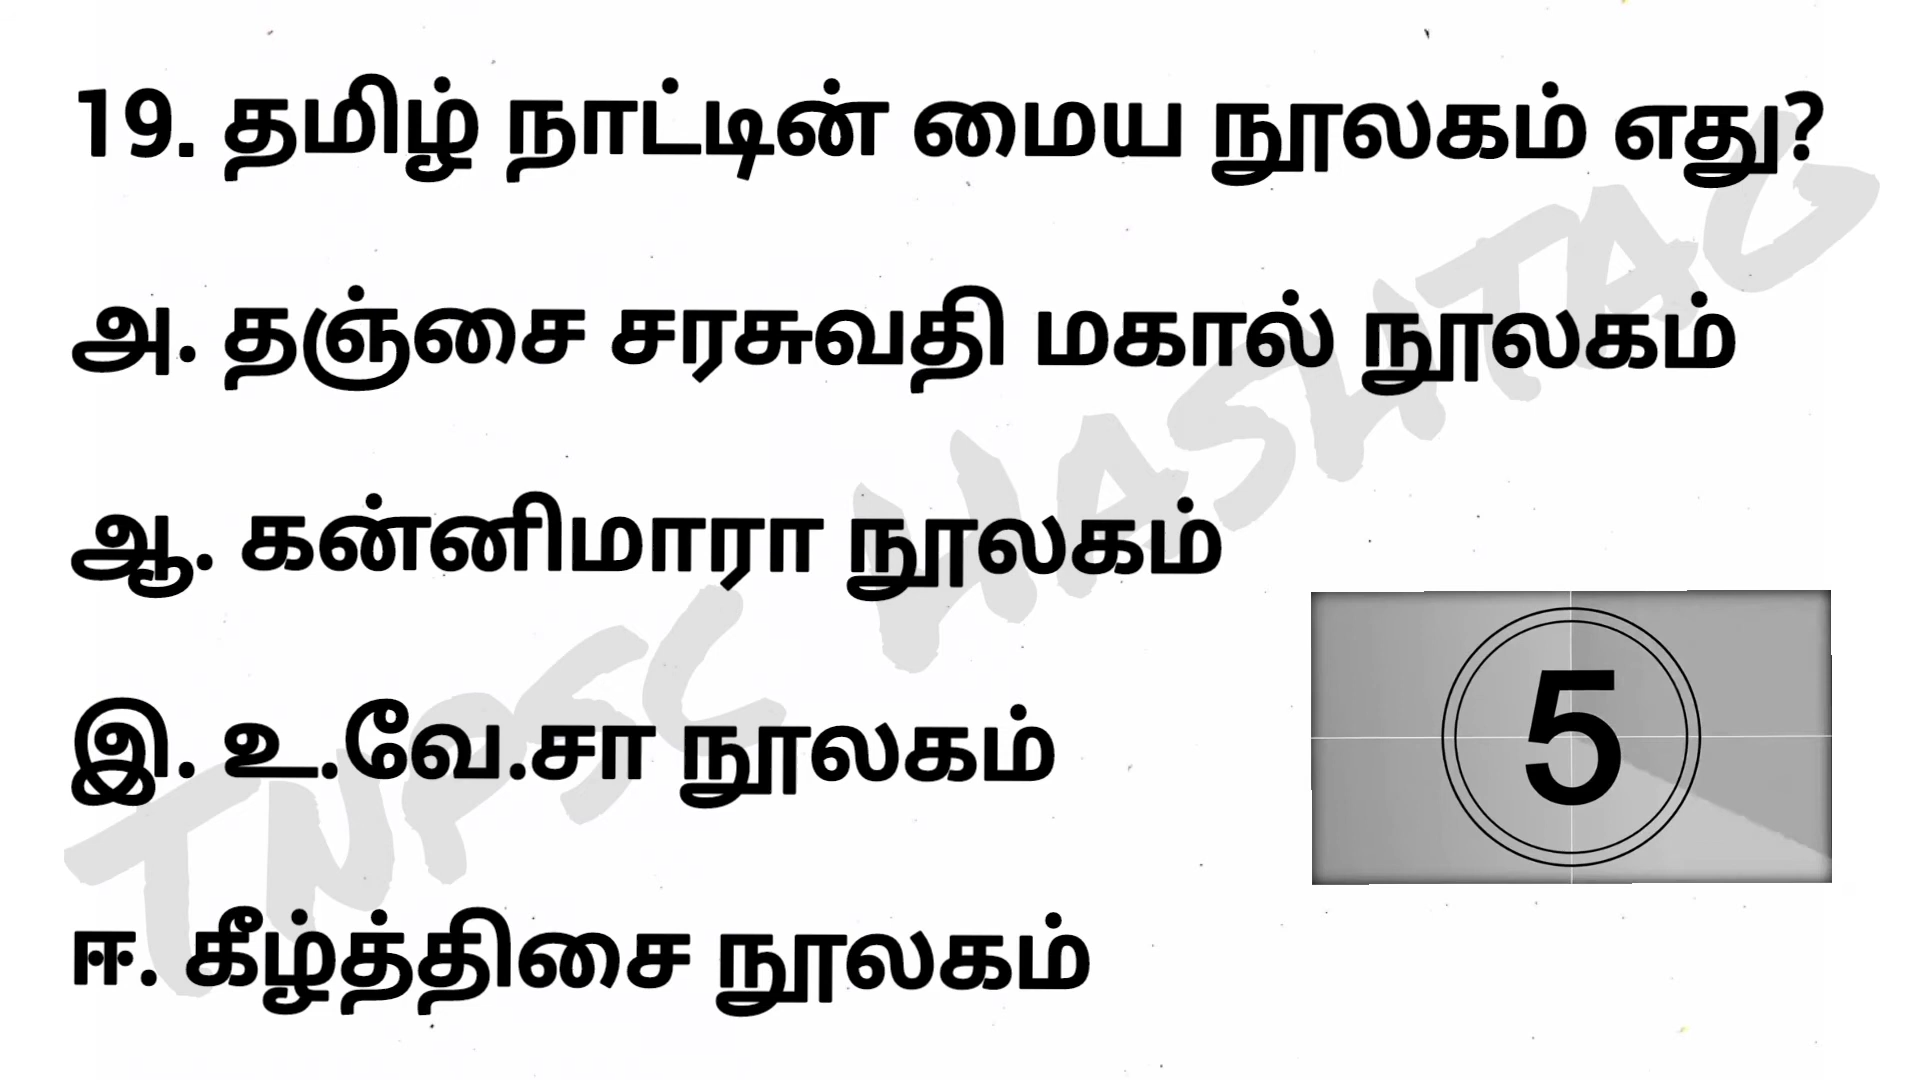 19. தமிழ் நாட்டின் மைய நூலகம் எது?
அ. தஞ்சை சரசுவதி மகால் நூலகம்
ஆ. கன்னிமாரா நூலகம்
இ. உ.வே.சா நூலகம்
5
ஈ. கீழ்த்திசை நூலகம்
TNPSC HASHTAG